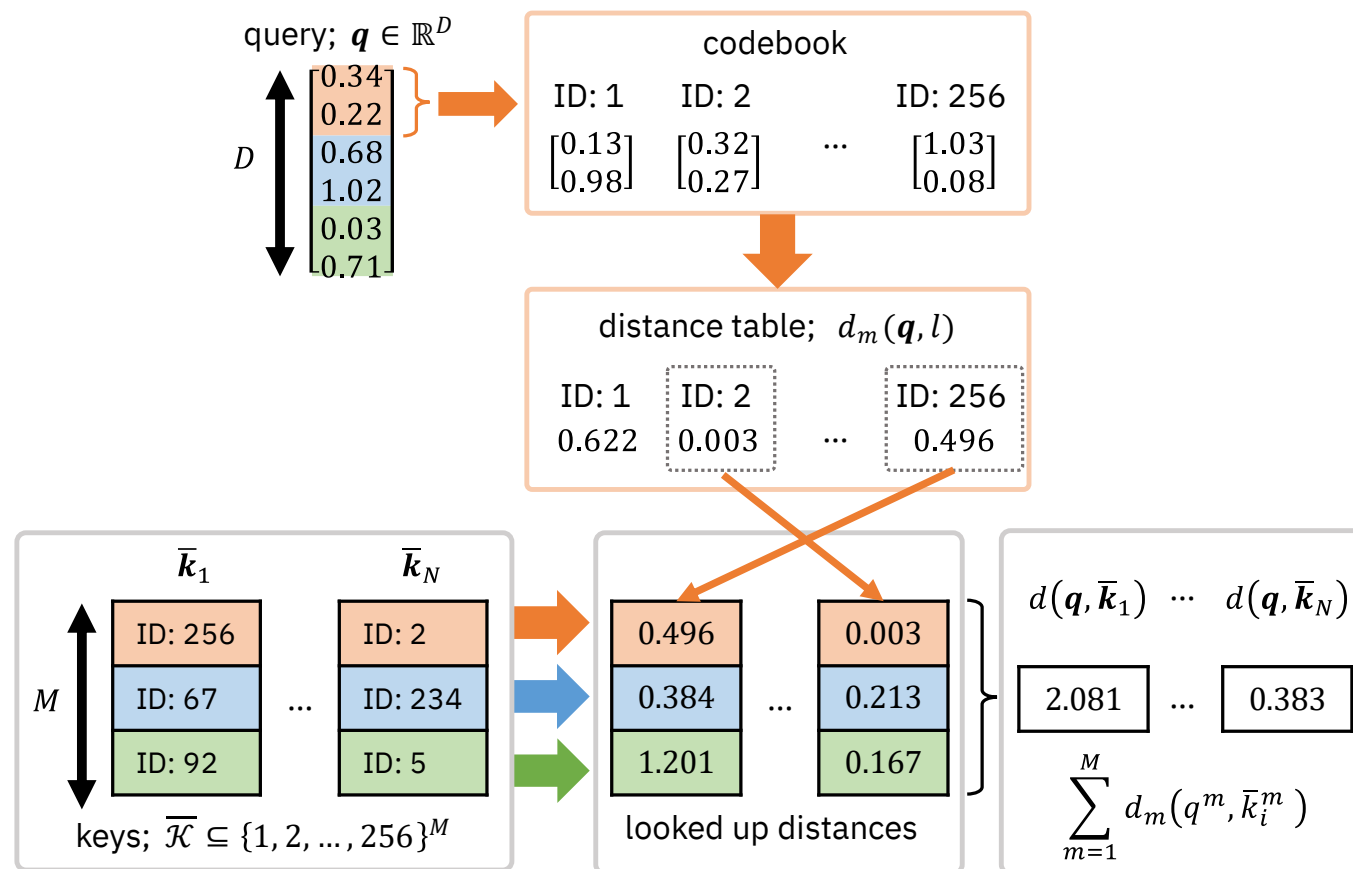 query; q ∈ ℝ^D
D
[0.34
0.22
0.68
1.02
0.03
0.71]
codebook
ID: 1 ID: 2 ID: 256
[0.13 0.98] [0.32 0.27] ... [1.03 0.08]
distance table; d_m(q, l)
ID: 1 ID: 2 ID: 256
0.622 0.003 ... 0.496
k̄_1 k̄_N
M
ID: 256 ID: 2
ID: 67 ... ID: 234
ID: 92 ID: 5
keys; 𝒦̄ ⊆ {1, 2, ..., 256}^M
0.496 0.003
0.384 ... 0.213
1.201 0.167
looked up distances
d(q, k̄_1) ... d(q, k̄_N)
2.081 ... 0.383
∑_{m=1}^{M} d_m(q^m, k̄_i^m)